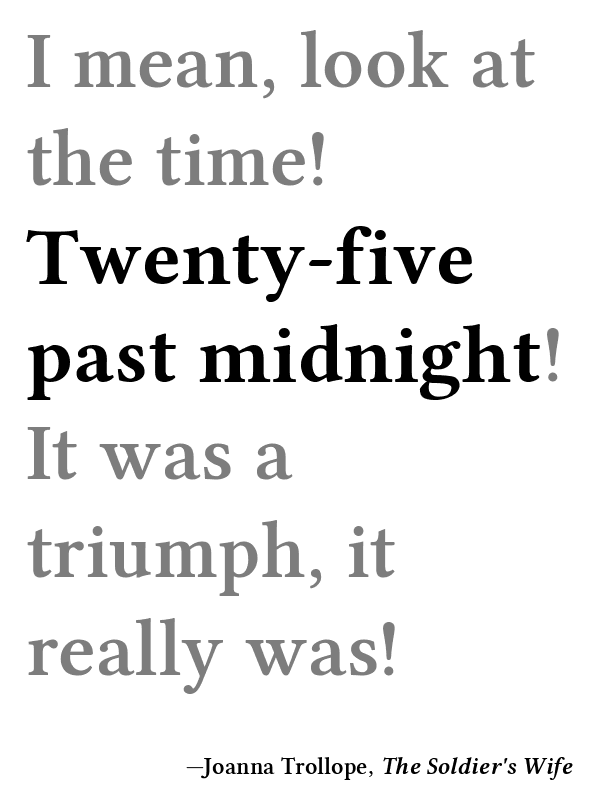 I mean, look at
the time!
Twenty-five
past midnight!
It was a
triumph, it
really was!
—Joanna Trollope, The Soldier's Wife